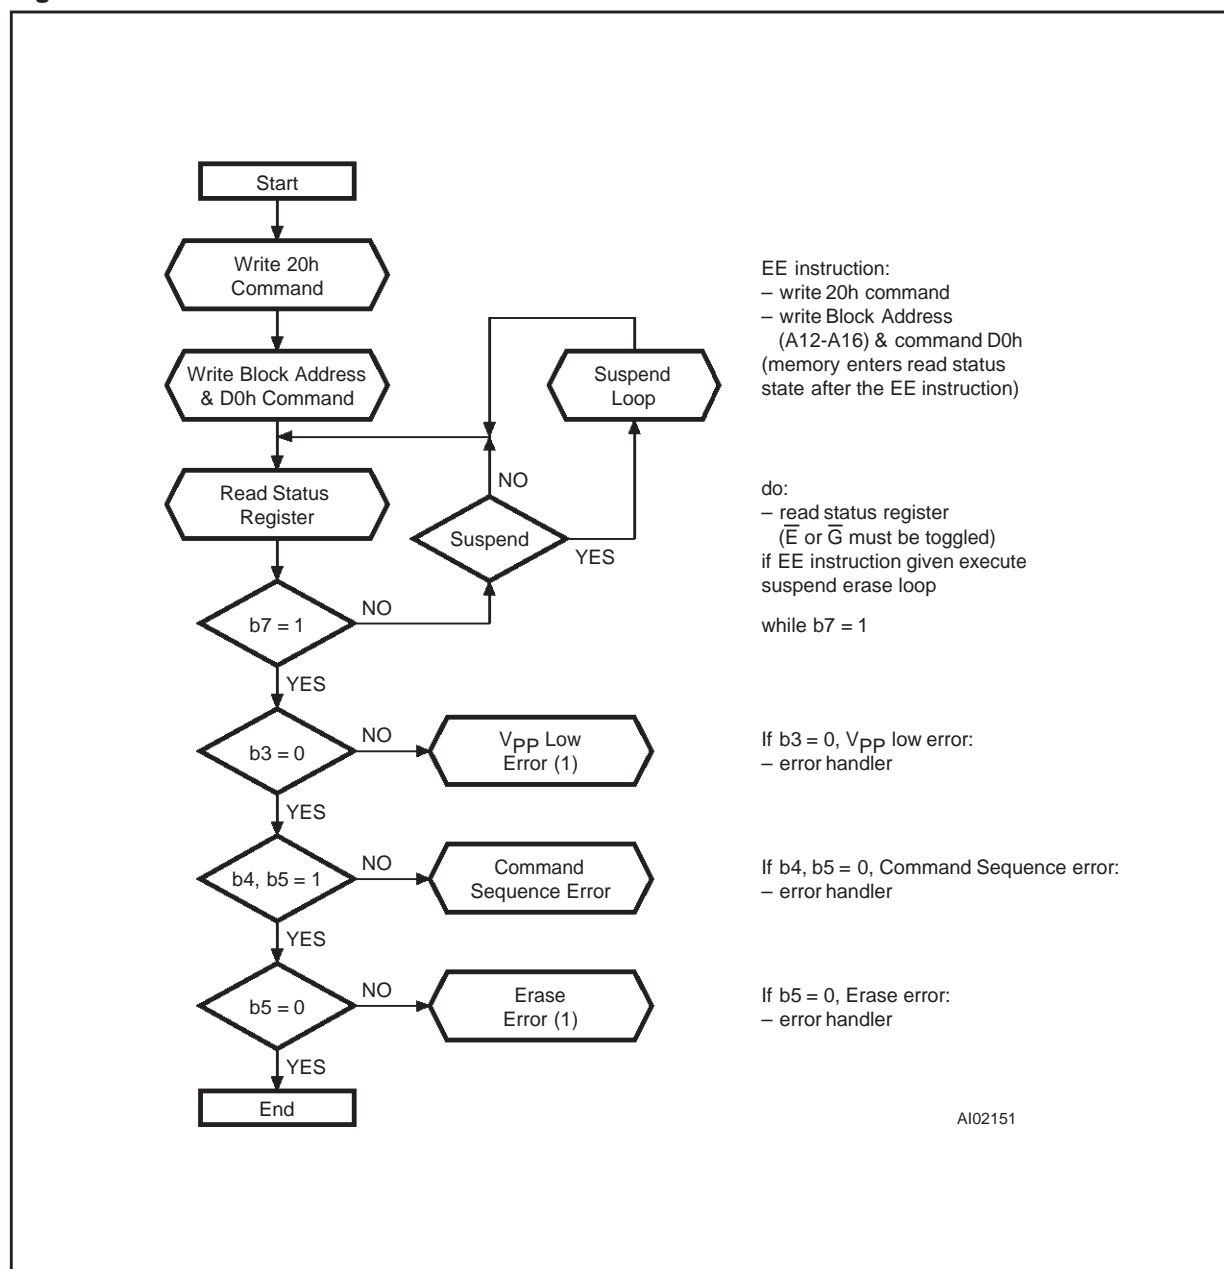 Start
Write 20h
Command
Write Block Address
& D0h Command
Suspend
Loop
NO
Read Status
Register
Suspend
YES
NO
b7 = 1
YES
b3 = 0
NO
VPP Low
Error (1)
YES
b4, b5 = 1
NO
Command
Sequence Error
YES
b5 = 0
NO
Erase
Error (1)
YES
End
EE instruction:
– write 20h command
– write Block Address
(A12-A16) & command D0h
(memory enters read status
state after the EE instruction)
do:
– read status register
(E̅ or G̅ must be toggled)
if EE instruction given execute
suspend erase loop
while b7 = 1
If b3 = 0, VPP low error:
– error handler
If b4, b5 = 0, Command Sequence error:
– error handler
If b5 = 0, Erase error:
– error handler
AI02151